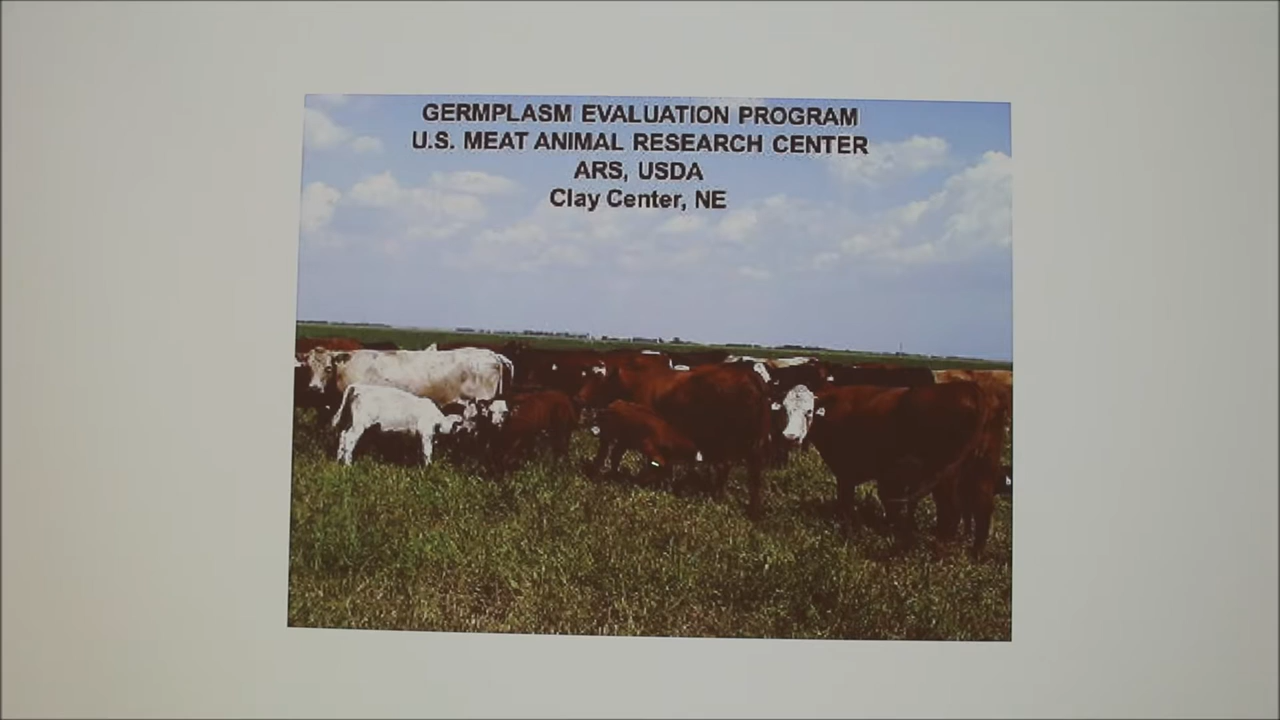 GERMPLASM EVALUATION PROGRAM
U.S. MEAT ANIMAL RESEARCH CENTER
ARS, USDA
Clay Center, NE